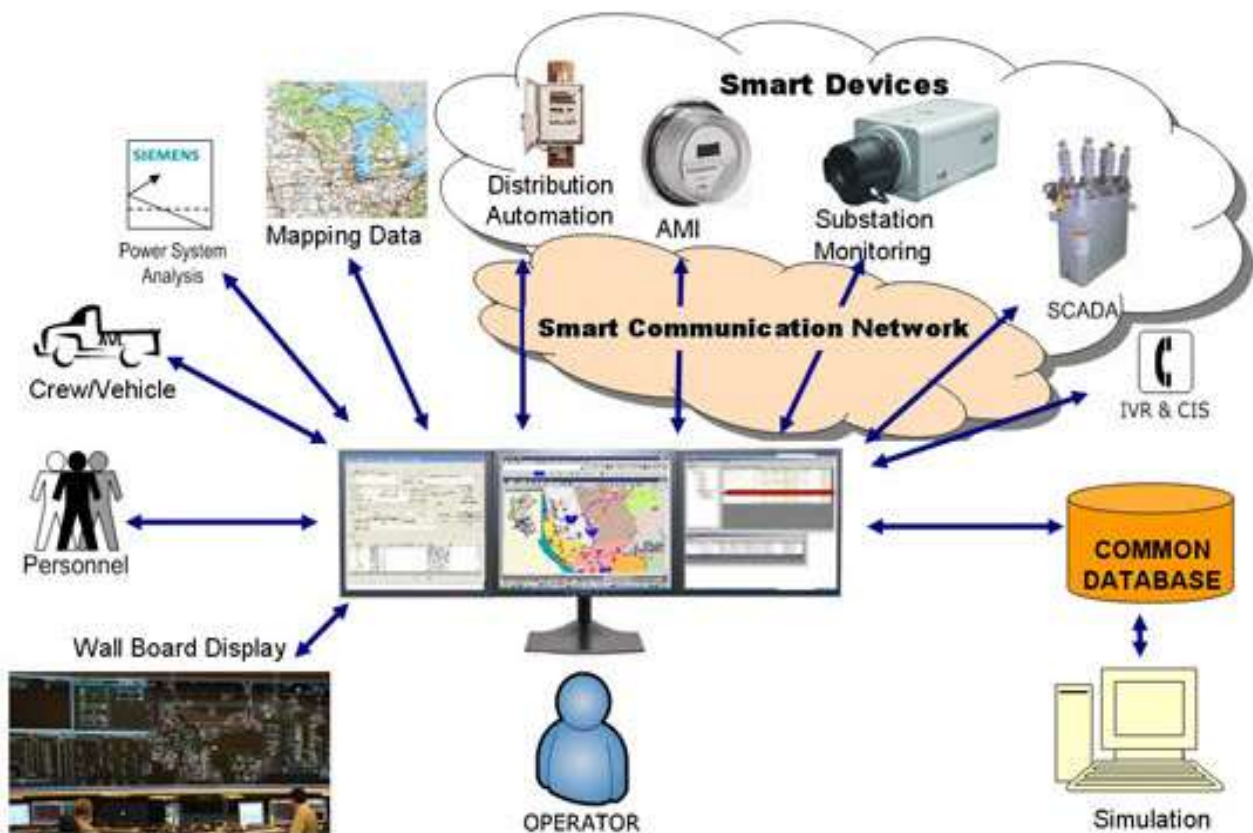 Smart Devices
SIEMENS
Distribution
Automation
AMI
Substation
Monitoring
Mapping Data
Power System
Analysis
SCADA
Smart Communication Network
AVL
Crew/Vehicle
IVR & CIS
Personnel
COMMON
DATABASE
Wall Board Display
OPERATOR
Simulation